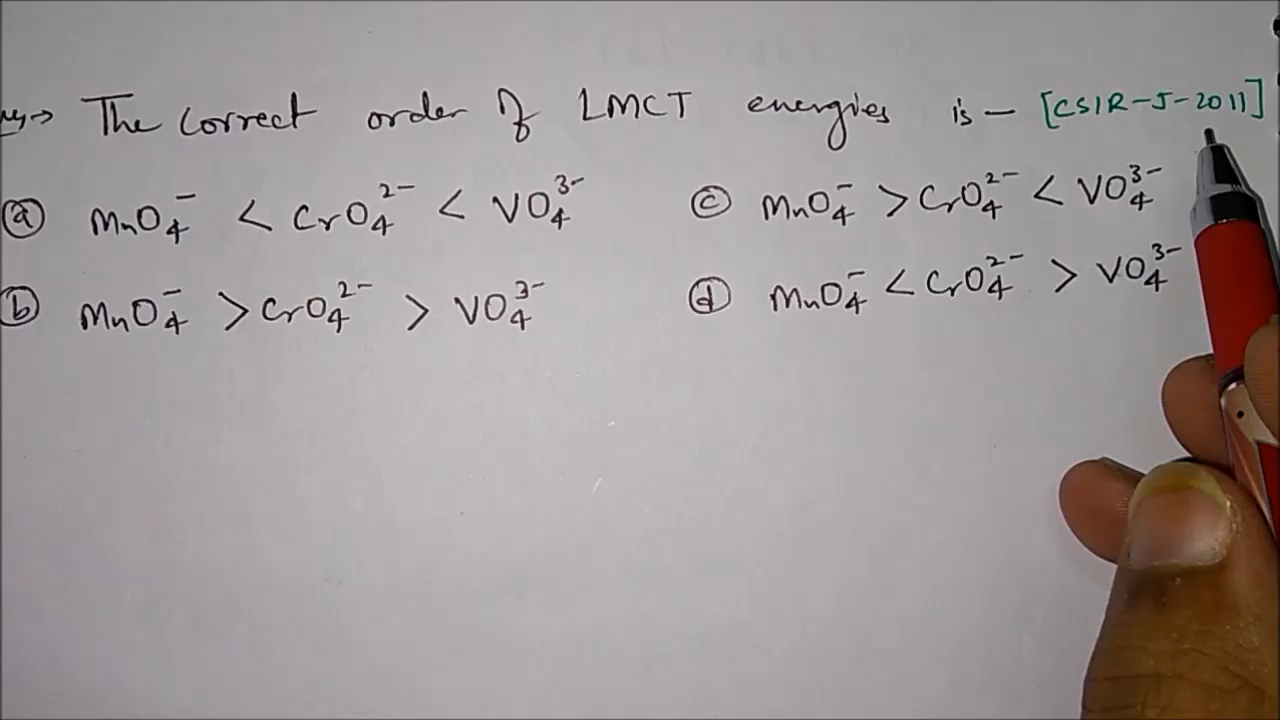 The correct order of LMCT energies is – [CSIR-J-2011]
ⓐ MnO₄⁻ < CrO₄²⁻ < VO₄³⁻
ⓑ MnO₄⁻ > CrO₄²⁻ > VO₄³⁻
ⓒ MnO₄⁻ > CrO₄²⁻ < VO₄³⁻
ⓓ MnO₄⁻ < CrO₄²⁻ > VO₄³⁻